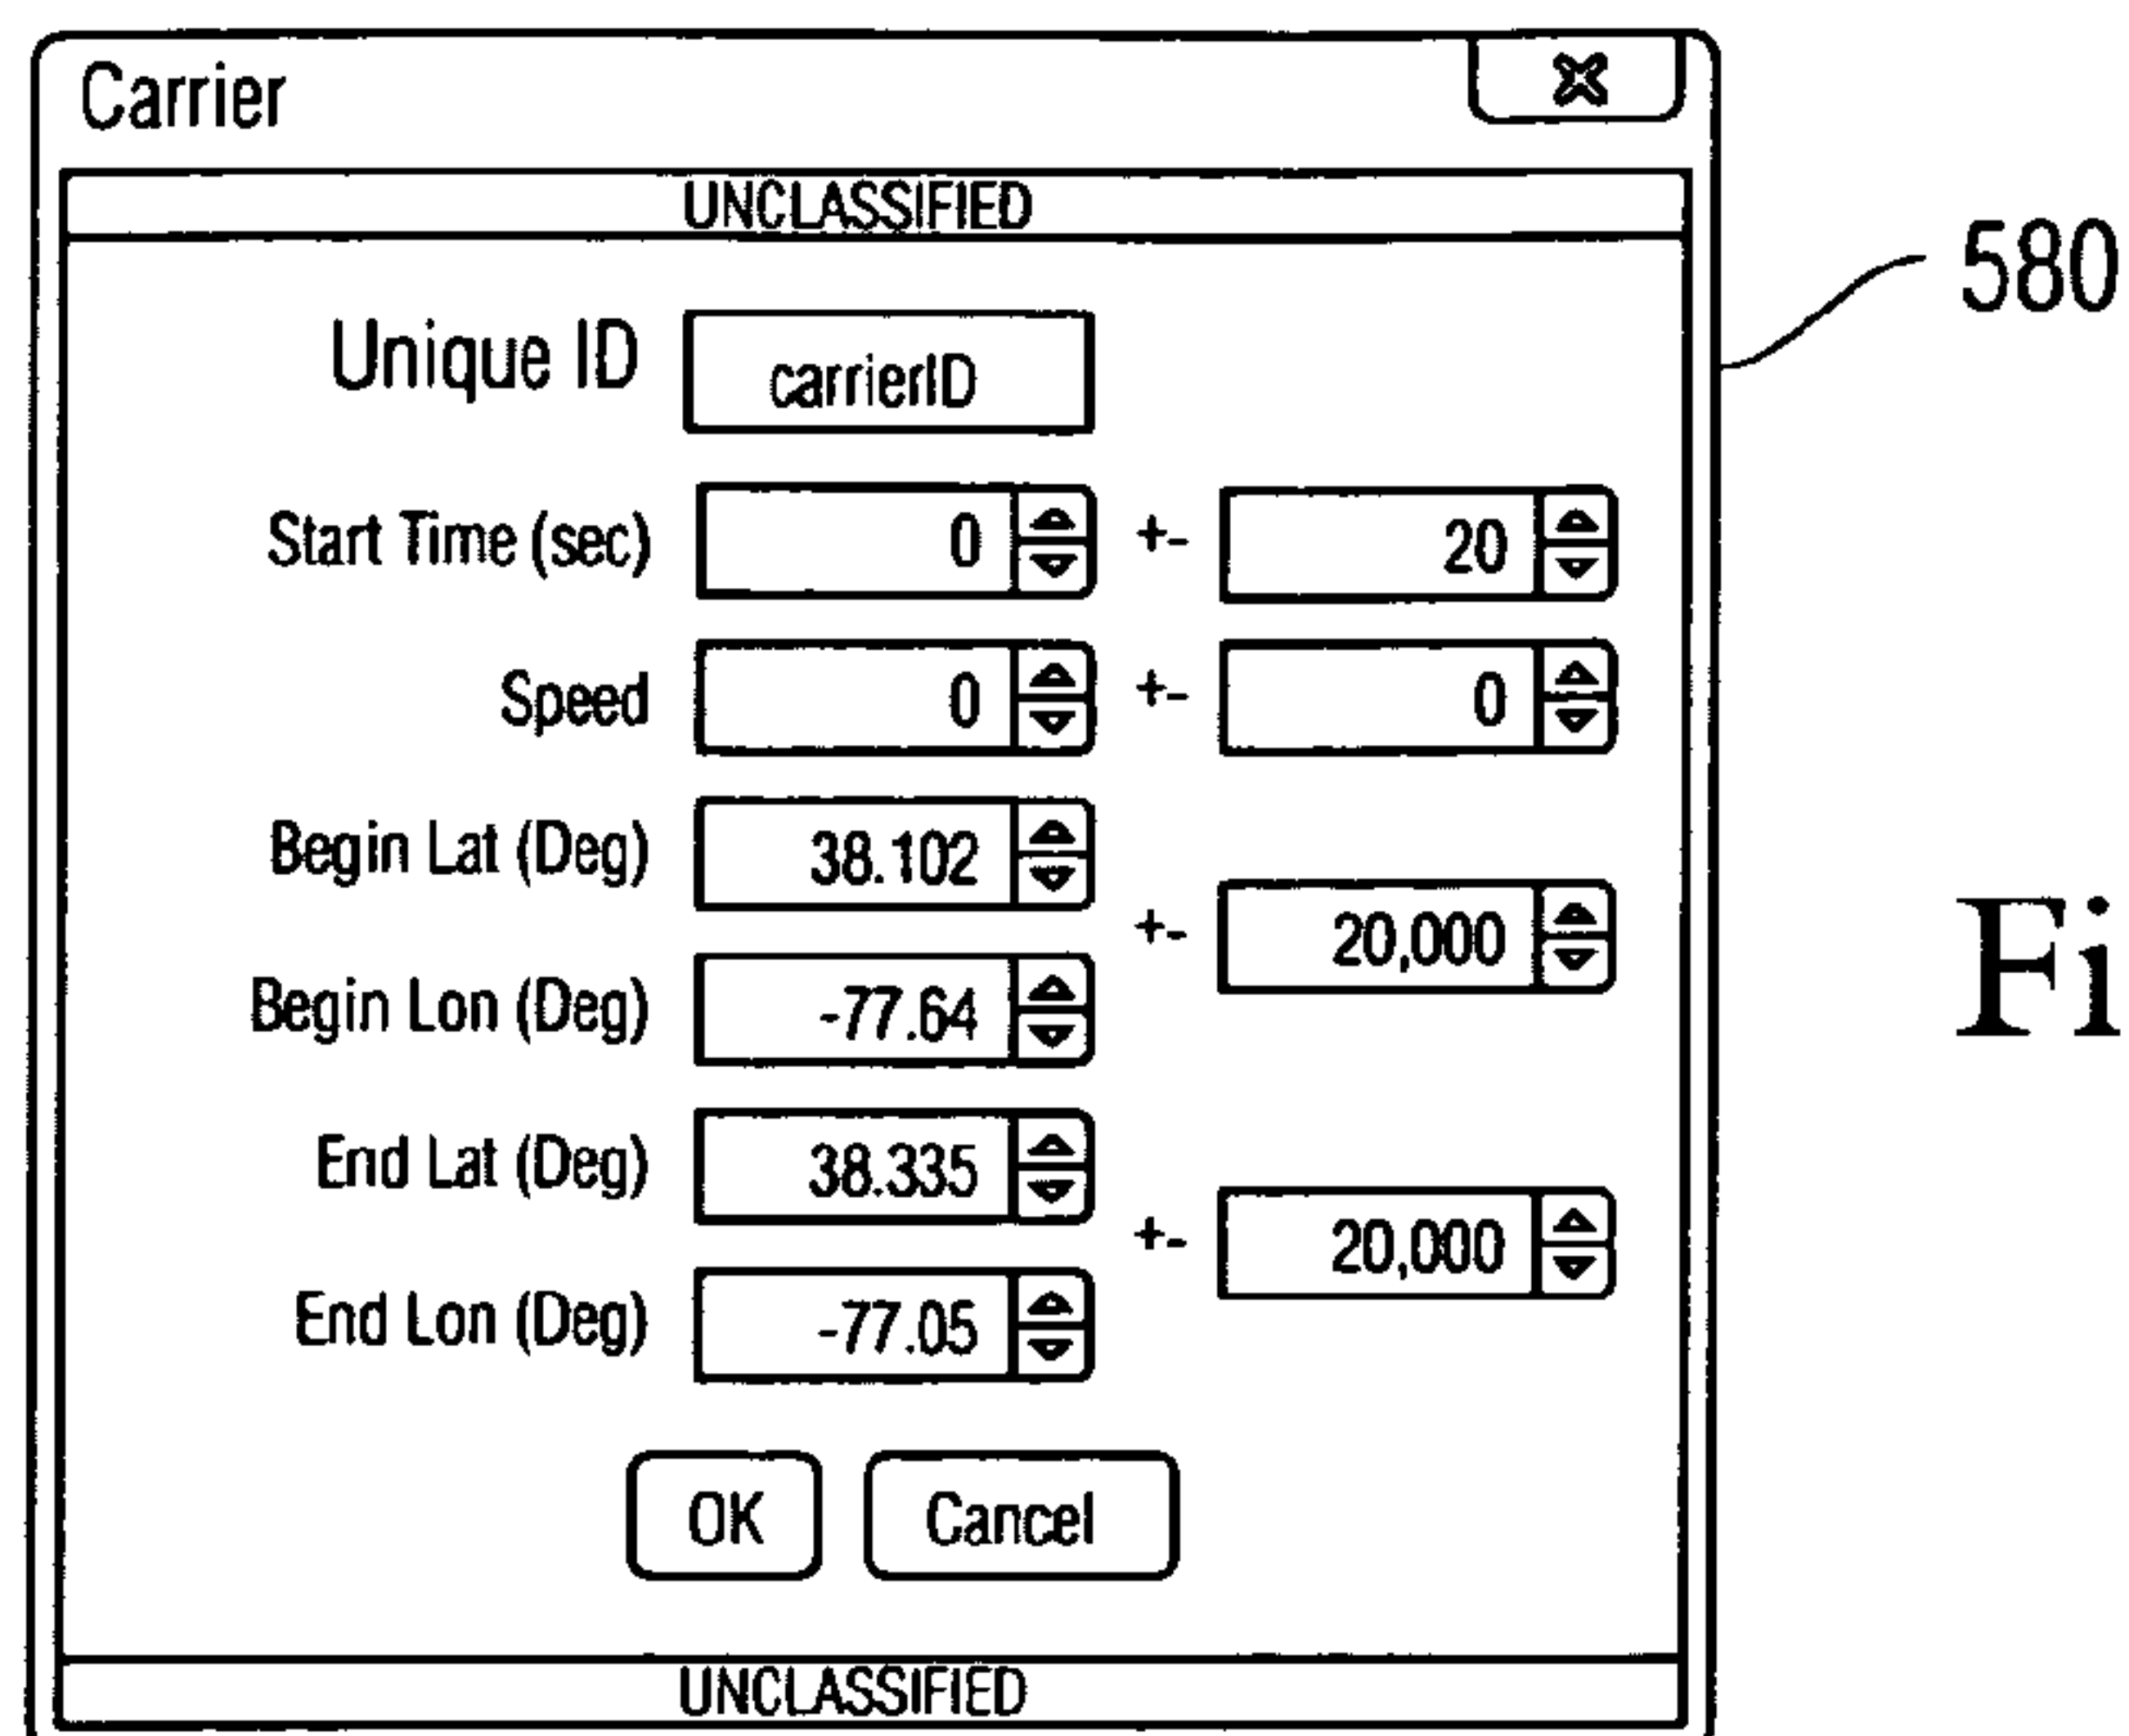 Carrier
UNCLASSIFIED
580
Unique ID carrierID
Start Time (sec) 0 +- 20
Speed 0 +- 0
Begin Lat (Deg) 38.102
+- 20,000
Begin Lon (Deg) -77.64
Fi
End Lat (Deg) 38.335
+- 20,000
End Lon (Deg) -77.05
OK Cancel
UNCLASSIFIED